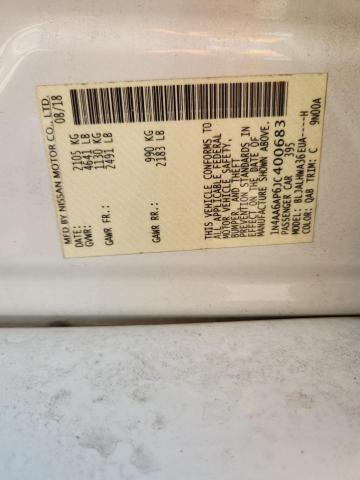 MFD BY NISSAN MOTOR CO., LTD.
DATE: 08/18
GVWR: 2105 KG
4641 LB
GAWR FR: 1130 KG
2491 LB
GAWR RR: 990 KG
2183 LB
THIS VEHICLE CONFORMS TO
ALL APPLICABLE FEDERAL
MOTOR VEHICLE SAFETY,
BUMPER, AND THEFT
PREVENTION STANDARDS IN
EFFECT ON THE DATE OF
MANUFACTURE SHOWN ABOVE.
1N4AA6AP6JC400683
PASSENGER CAR 395
MODEL: BLJALHWA36EUA----H
COLOR: QAB TRIM: C 9N00A